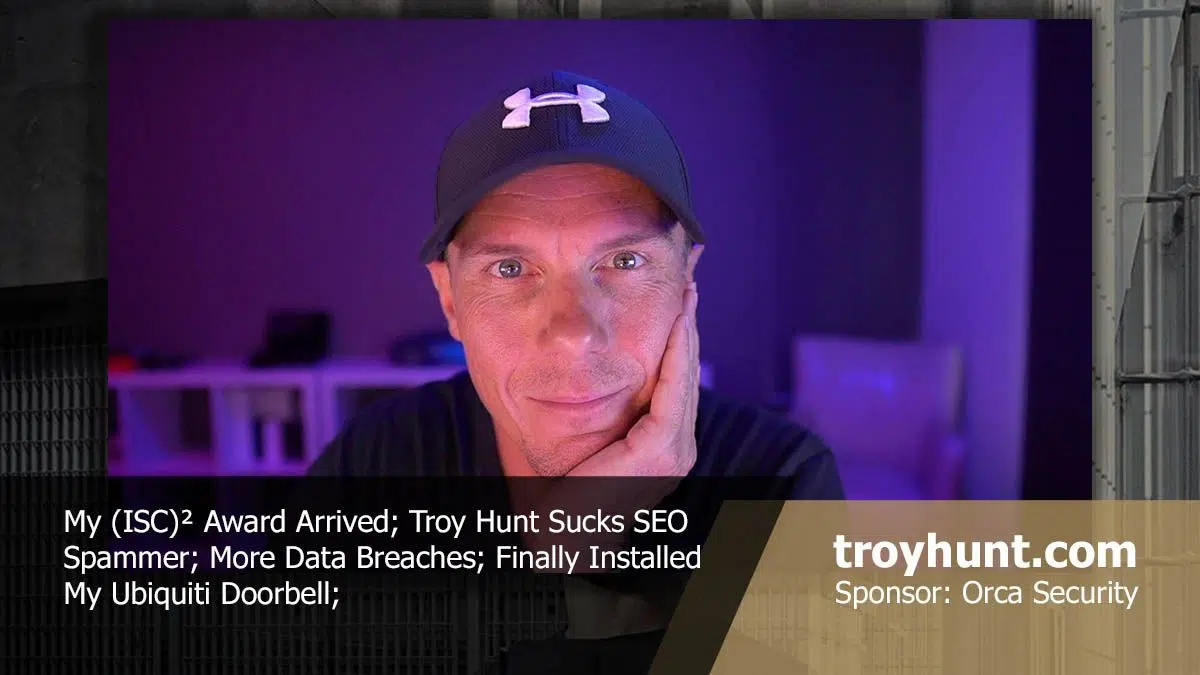 My (ISC)² Award Arrived; Troy Hunt Sucks SEO
Spammer; More Data Breaches; Finally Installed
My Ubiquiti Doorbell;
troyhunt.com
Sponsor: Orca Security